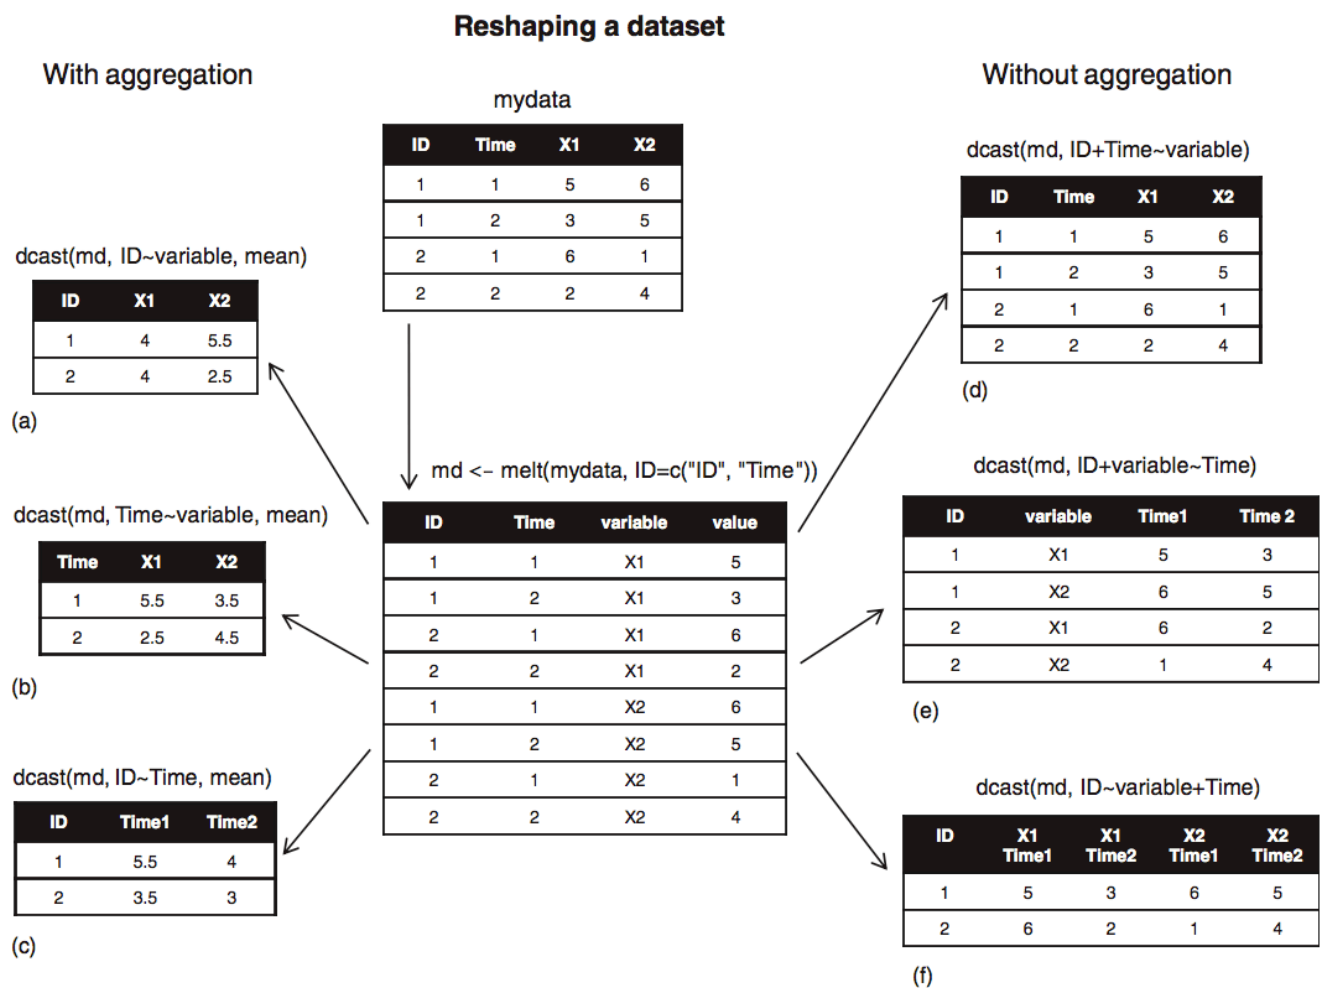 Reshaping a dataset
With aggregation
Without aggregation
mydata
ID Time X1 X2
1 1 5 6
1 2 3 5
2 1 6 1
2 2 2 4
dcast(md, ID~variable, mean)
ID X1 X2
1 4 5.5
2 4 2.5
(a)
dcast(md, Time~variable, mean)
Time X1 X2
1 5.5 3.5
2 2.5 4.5
(b)
dcast(md, ID~Time, mean)
ID Time1 Time2
1 5.5 4
2 3.5 3
(c)
md <- melt(mydata, ID=c("ID", "Time"))
ID Time variable value
1 1 X1 5
1 2 X1 3
2 1 X1 6
2 2 X1 2
1 1 X2 6
1 2 X2 5
2 1 X2 1
2 2 X2 4
dcast(md, ID+Time~variable)
ID Time X1 X2
1 1 5 6
1 2 3 5
2 1 6 1
2 2 2 4
(d)
dcast(md, ID+variable~Time)
ID variable Time1 Time 2
1 X1 5 3
1 X2 6 5
2 X1 6 2
2 X2 1 4
(e)
dcast(md, ID~variable+Time)
ID X1 X1 X2 X2
Time1 Time2 Time1 Time2
1 5 3 6 5
2 6 2 1 4
(f)